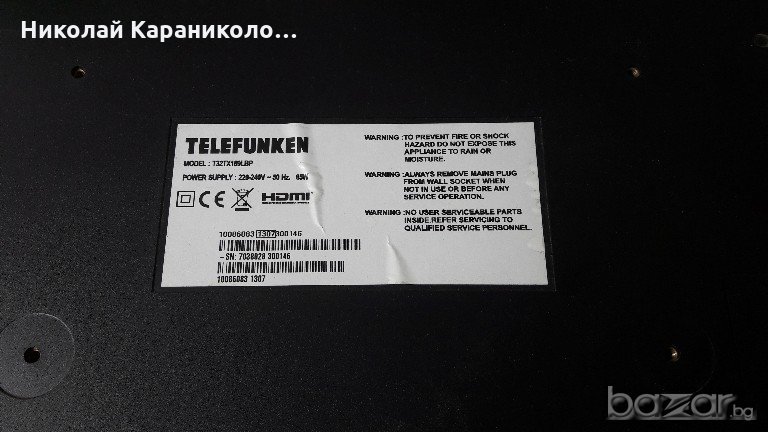 Николай Караниколо...
TELEFUNKEN
MODEL : T32TX189LBP
POWER SUPPLY : 220-240V ~ 50 Hz. 65W
CE HDMI
10086083 1307 300146
-SN: 7038028 300146
10086083 1307
WARNING :TO PREVENT FIRE OR SHOCK
HAZARD DO NOT EXPOSE THIS
APPLIANCE TO RAIN OR
MOISTURE.
WARNING :ALWAYS REMOVE MAINS PLUG
FROM WALL SOCKET WHEN
NOT IN USE OR BEFORE ANY
SERVICE OPERATION.
WARNING :NO USER SERVICEABLE PARTS
INSIDE.REFER SERVICING TO
QUALIFIED SERVICE PERSONNEL.
bazar.bg